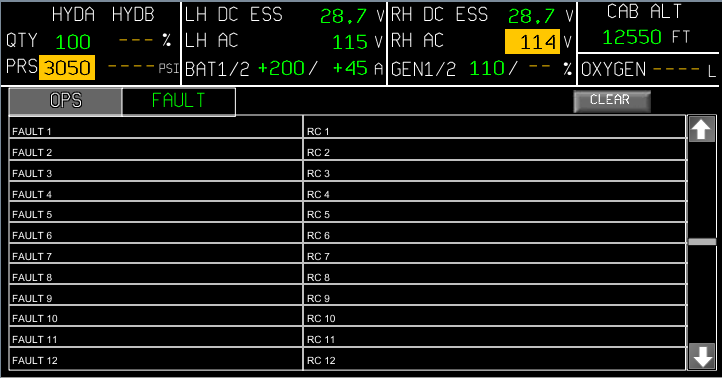 HYDA HYDB LH DC ESS 28.7 V RH DC ESS 28.7 V CAB ALT
QTY 100 --- % LH AC 115 V RH AC 114 V 12550 FT
PRS 3050 ---- PSI BAT1/2 +200/ +45 A GEN1/2 110/ -- % OXYGEN ---- L
OPS FAULT CLEAR
FAULT 1 RC 1
FAULT 2 RC 2
FAULT 3 RC 3
FAULT 4 RC 4
FAULT 5 RC 5
FAULT 6 RC 6
FAULT 7 RC 7
FAULT 8 RC 8
FAULT 9 RC 9
FAULT 10 RC 10
FAULT 11 RC 11
FAULT 12 RC 12